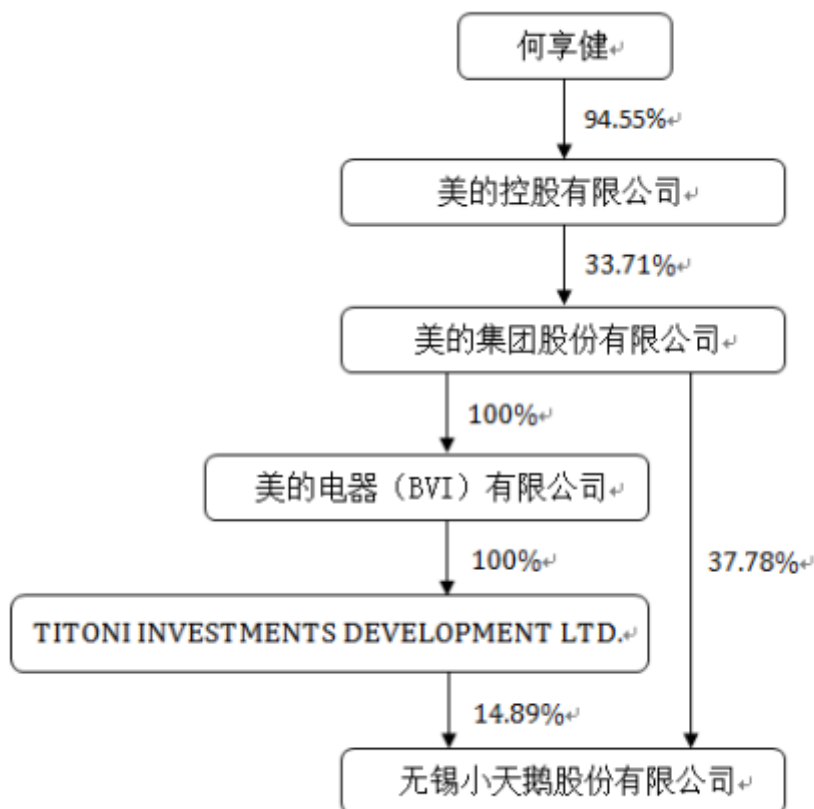 何享健
94.55%
美的控股有限公司
33.71%
美的集团股份有限公司
100%
美的电器（BVI）有限公司
100%
37.78%
TITONI INVESTMENTS DEVELOPMENT LTD.
14.89%
无锡小天鹅股份有限公司